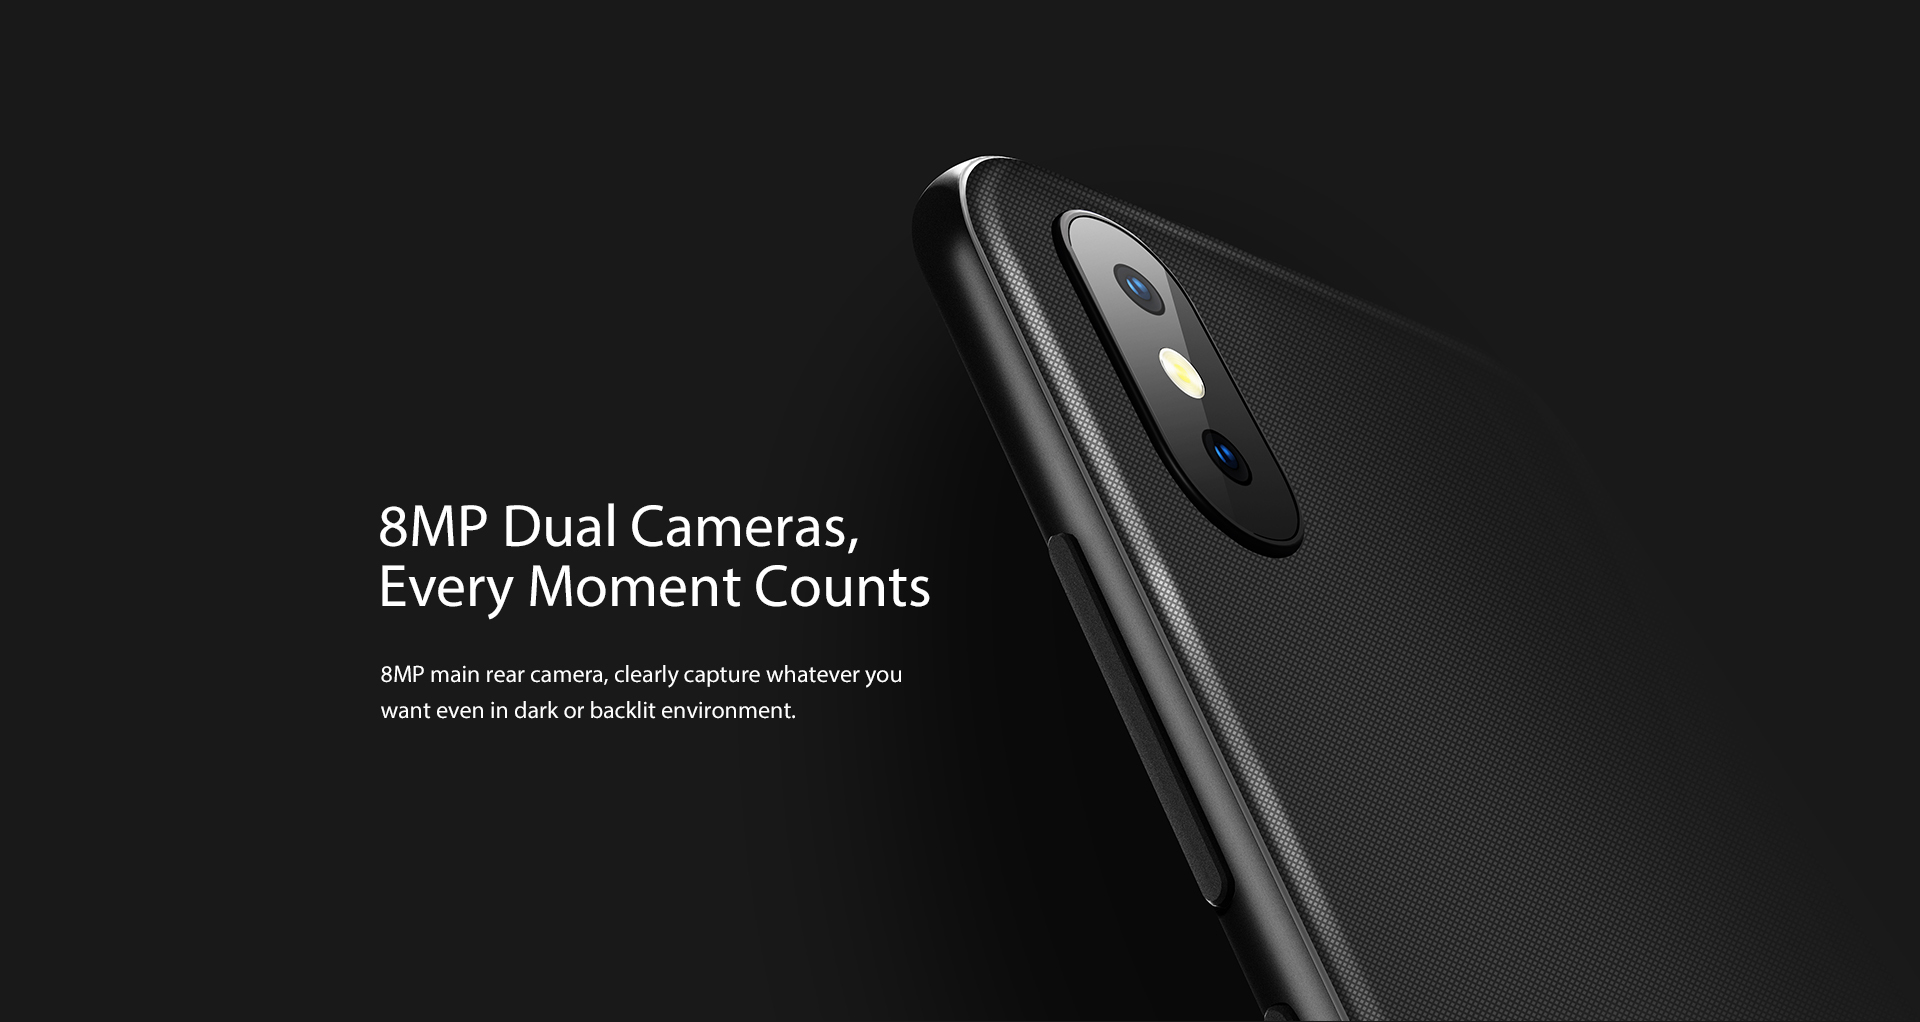 8MP Dual Cameras,
Every Moment Counts
8MP main rear camera, clearly capture whatever you
want even in dark or backlit environment.